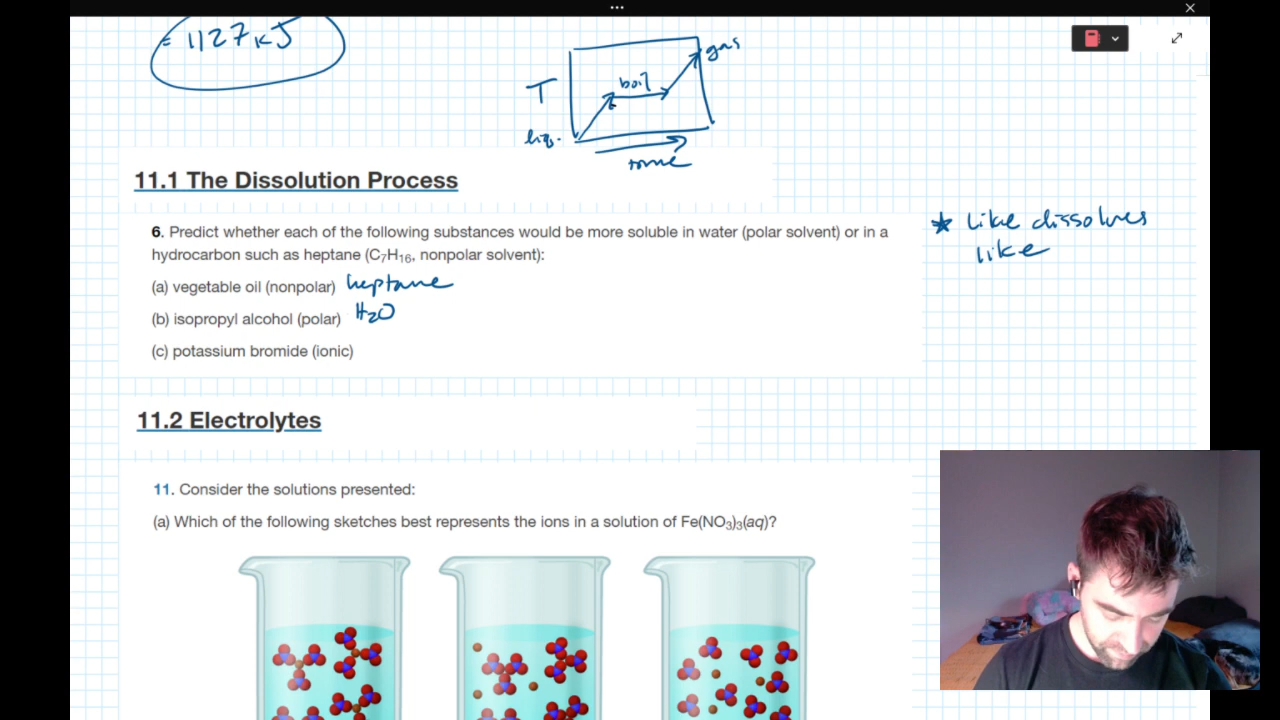 = 1127 kJ
gas
boil
T
liq.
time
11.1 The Dissolution Process
* Like dissolves
like
6. Predict whether each of the following substances would be more soluble in water (polar solvent) or in a
hydrocarbon such as heptane (C₇H₁₆, nonpolar solvent):
(a) vegetable oil (nonpolar) heptane
(b) isopropyl alcohol (polar) H₂O
(c) potassium bromide (ionic)
11.2 Electrolytes
11. Consider the solutions presented:
(a) Which of the following sketches best represents the ions in a solution of Fe(NO₃)₃(aq)?